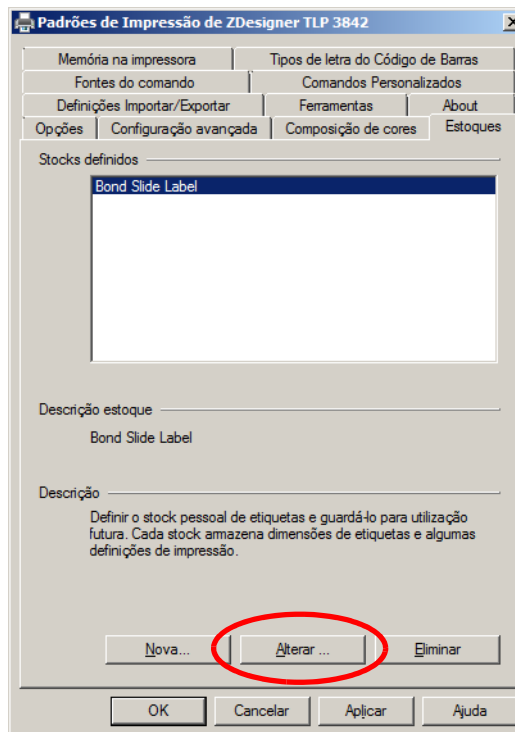 Padrões de Impressão de ZDesigner TLP 3842
Memória na impressora
Tipos de letra do Código de Barras
Fontes do comando
Comandos Personalizados
Definições Importar/Exportar
Ferramentas
About
Opções
Configuração avançada
Composição de cores
Estoques
Stocks definidos
Bond Slide Label
Descrição estoque
Bond Slide Label
Descrição
Definir o stock pessoal de etiquetas e guardá-lo para utilização
futura. Cada stock armazena dimensões de etiquetas e algumas
definições de impressão.
Nova...
Alterar ...
Eliminar
OK
Cancelar
Aplicar
Ajuda